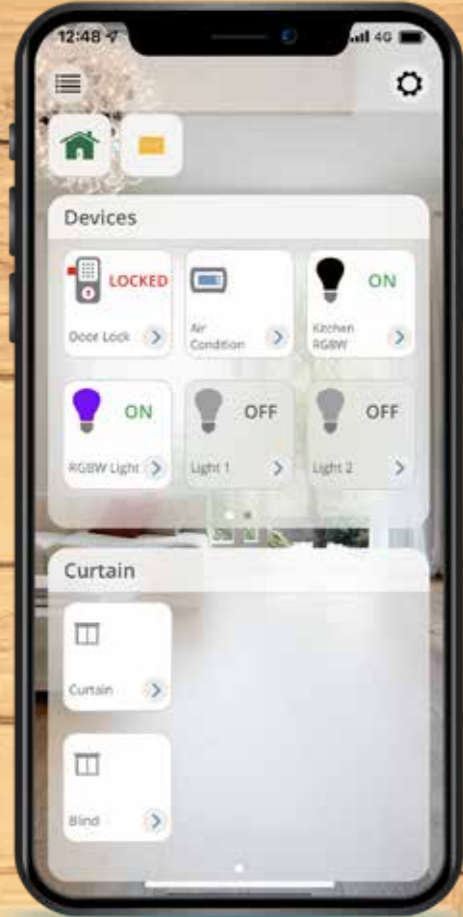 12:48
4G
Devices
LOCKED
Door Lock
Air
Condition
ON
Kitchen
RGBW
ON
RGBW Light
OFF
Light 1
OFF
Light 2
Curtain
Curtain
Blind